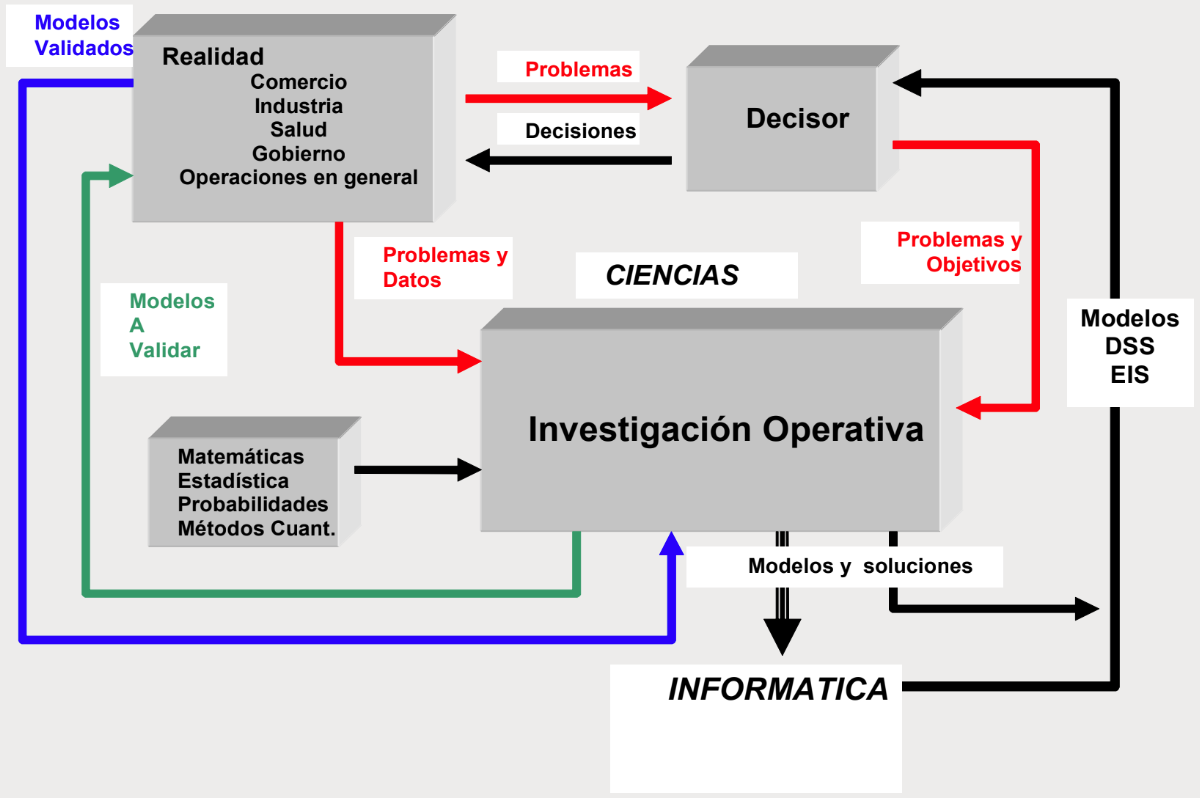 Modelos
Validados
Realidad
Comercio
Industria
Salud
Gobierno
Operaciones en general
Problemas
Decisiones
Decisor
Problemas y
Datos
CIENCIAS
Problemas y
Objetivos
Modelos
A
Validar
Modelos
DSS
EIS
Investigación Operativa
Matemáticas
Estadística
Probabilidades
Métodos Cuant.
Modelos y soluciones
INFORMATICA